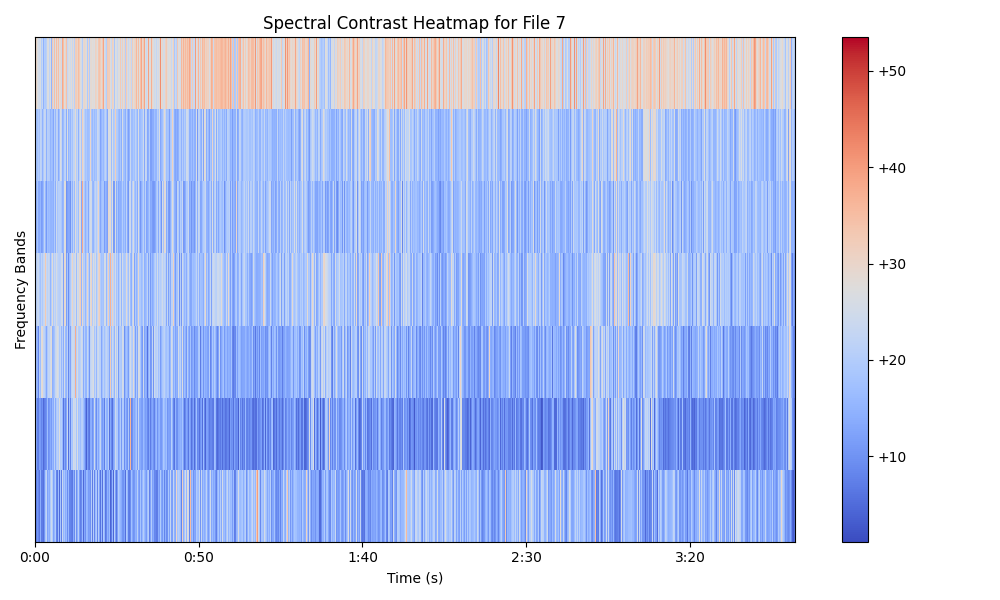 Spectral Contrast Heatmap for File 7
Frequency Bands
0:00 0:50 1:40 2:30 3:20
Time (s)
+50
+40
+30
+20
+10